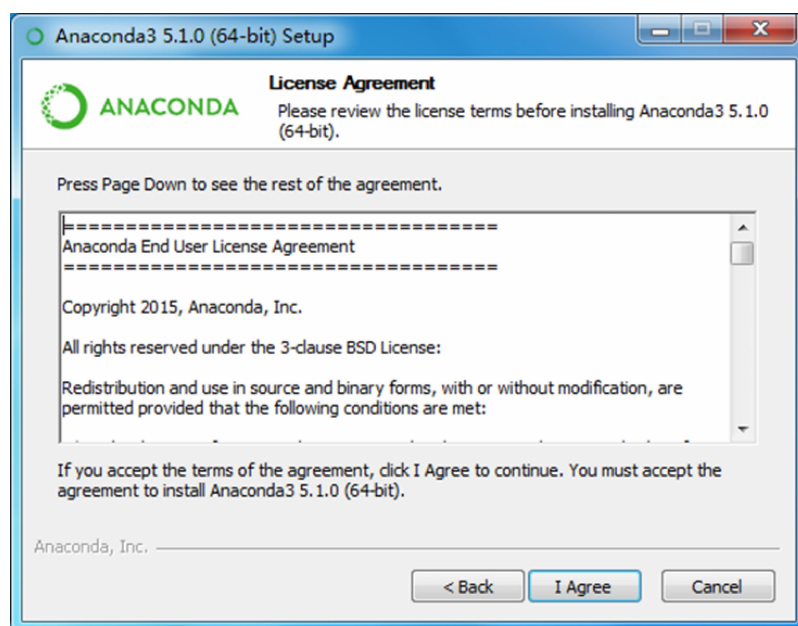 Anaconda3 5.1.0 (64-bit) Setup
ANACONDA
License Agreement
Please review the license terms before installing Anaconda3 5.1.0
(64-bit).
Press Page Down to see the rest of the agreement.
===================================
Anaconda End User License Agreement
===================================
Copyright 2015, Anaconda, Inc.
All rights reserved under the 3-clause BSD License:
Redistribution and use in source and binary forms, with or without modification, are
permitted provided that the following conditions are met:
If you accept the terms of the agreement, click I Agree to continue. You must accept the
agreement to install Anaconda3 5.1.0 (64-bit).
Anaconda, Inc.
< Back
I Agree
Cancel